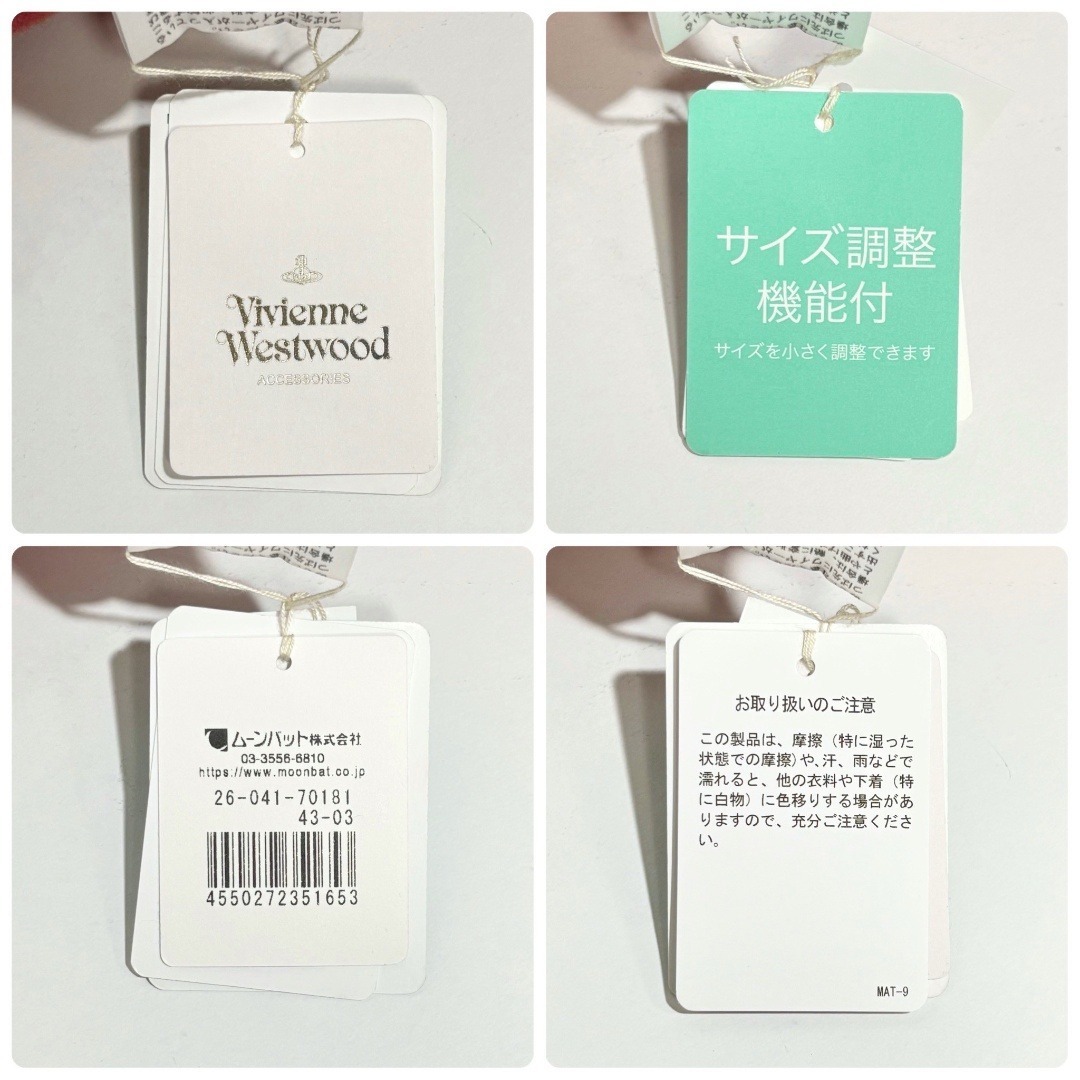 Vivienne
Westwood
ACCESSORIES
サイズ調整
機能付
サイズを小さく調整できます
ムーンバット株式会社
03-3556-6810
https://www.moonbat.co.jp
26-041-70181
43-03
4550272351653
お取り扱いのご注意
この製品は、摩擦（特に湿った
状態での摩擦）や、汗、雨などで
濡れると、他の衣料や下着（特
に白物）に色移りする場合があ
りますので、充分ご注意くださ
い。
MAT-9